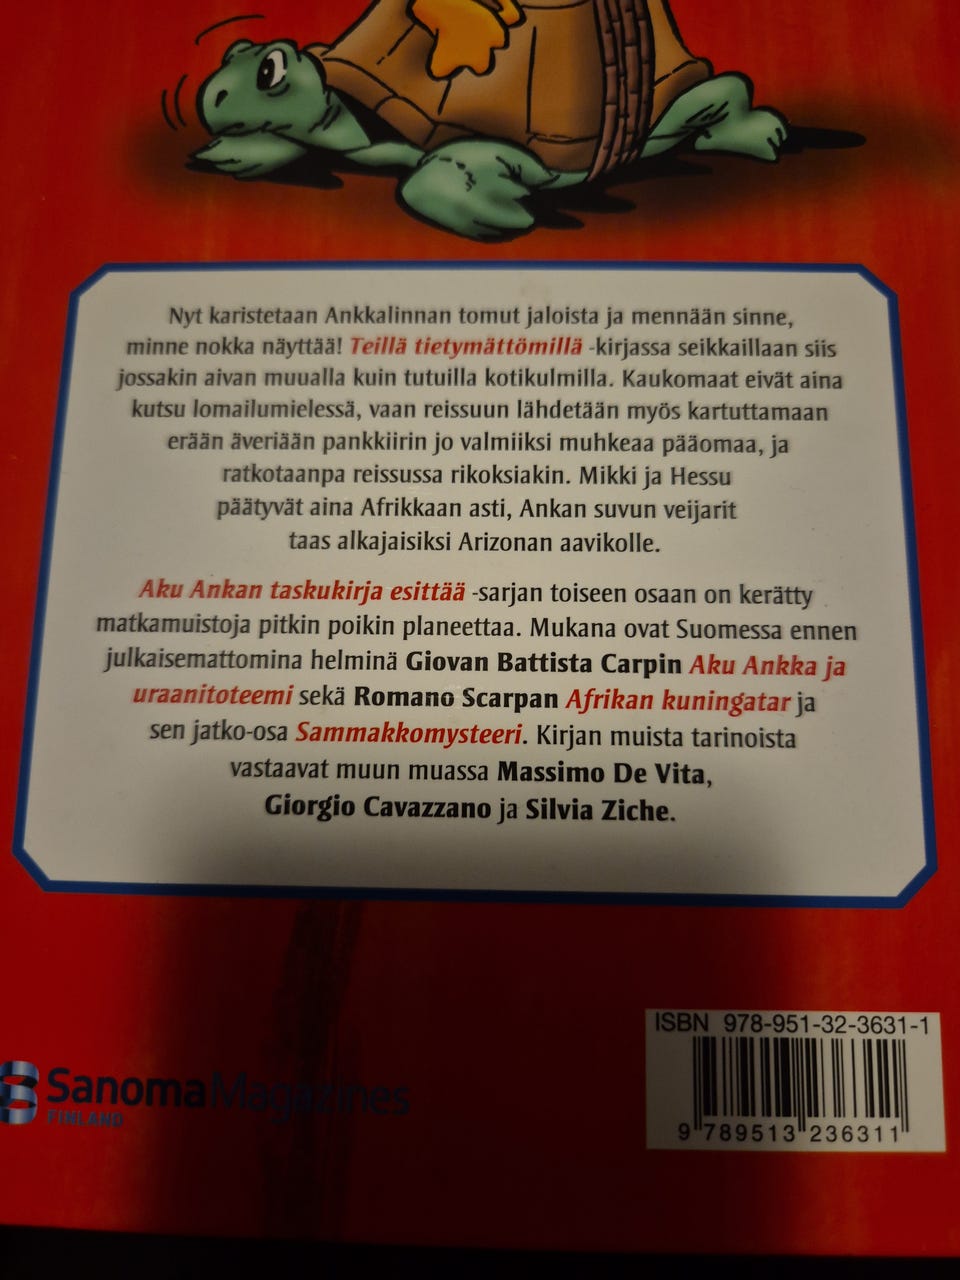 Nyt karistetaan Ankkalinnan tomut jaloista ja mennään sinne,
minne nokka näyttää! Teillä tietymättömillä -kirjassa seikkaillaan siis
jossakin aivan muualla kuin tutuilla kotikulmilla. Kaukomaat eivät aina
kutsu lomailumielessä, vaan reissuun lähdetään myös kartuttamaan
erään äveriään pankkiirin jo valmiiksi muhkeaa pääomaa, ja
ratkotaanpa reissussa rikoksiakin. Mikki ja Hessu
päätyvät aina Afrikkaan asti, Ankan suvun veijarit
taas alkajaisiksi Arizonan aavikolle.
Aku Ankan taskukirja esittää -sarjan toiseen osaan on kerätty
matkamuistoja pitkin poikin planeettaa. Mukana ovat Suomessa ennen
julkaisemattomina helminä Giovan Battista Carpin Aku Ankka ja
uraanitoteemi sekä Romano Scarpan Afrikan kuningatar ja
sen jatko-osa Sammakkomysteeri. Kirjan muista tarinoista
vastaavat muun muassa Massimo De Vita,
Giorgio Cavazzano ja Silvia Ziche.
ISBN 978-951-32-3631-1
9 789513 236311
Sanoma Magazines
FINLAND